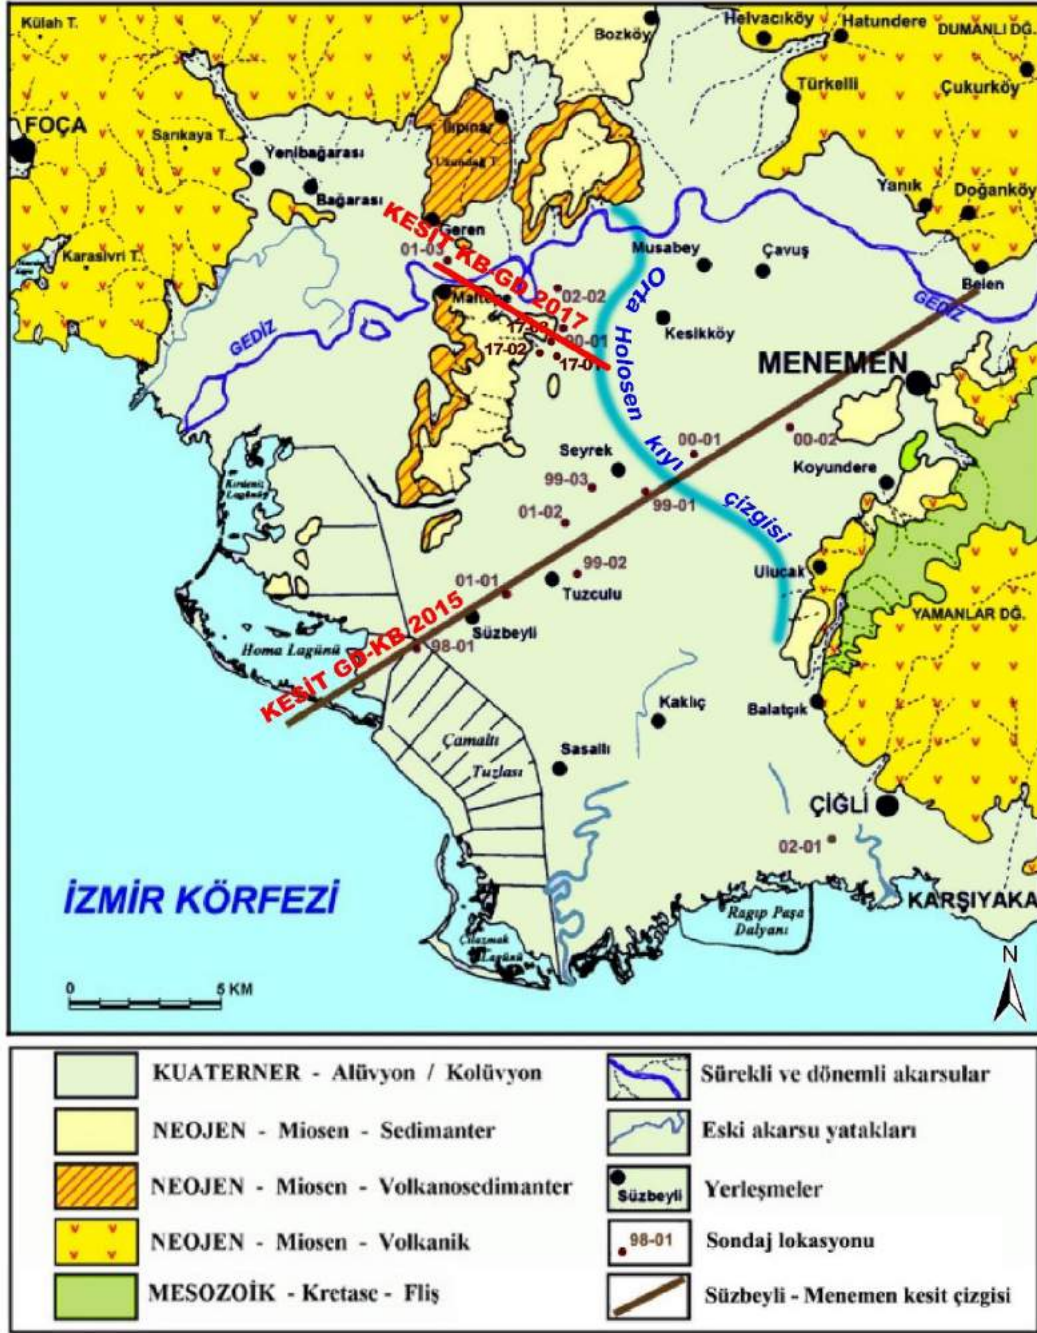 Külah T.
Bozköy
Helvacıköy
Hatundere
DUMANLI DĞ.
Çukurköy
Türkelli
FOÇA
Sarıkaya T.
Yenibağarası
Bağarası
Geren
Yanık
Doğanköy
Karasivri T.
01-03
KESİT KB-GD 2017
Musabey
Çavuş
Belen
Maltepe
02-02
Orta Holosen kıyı çizgisi
Kesikköy
GEDİZ
GEDİZ
17-02
17-01
MENEMEN
Seyrek
00-01
00-02
Koyundere
99-03
99-01
01-02
Ulucak
99-02
01-01
Tuzculu
YAMANLAR DĞ.
Süzbeyli
Homa Lagünü
98-01
KESİT GD-KB 2015
Kaklıç
Balatçık
Çamaltı
Tuzlası
Sasallı
ÇİĞLİ
02-01
İZMİR KÖRFEZİ
KARŞIYAKA
Ragıp Paşa
Dalyanı
Lagünü
N
0 5 KM
KUATERNER - Alüvyon / Kolüvyon
NEOJEN - Miosen - Sedimanter
NEOJEN - Miosen - Volkanosedimanter
NEOJEN - Miosen - Volkanik
MESOZOİK - Kretase - Fliş
Sürekli ve dönemli akarsular
Eski akarsu yatakları
Süzbeyli
Yerleşmeler
98-01
Sondaj lokasyonu
Süzbeyli - Menemen kesit çizgisi